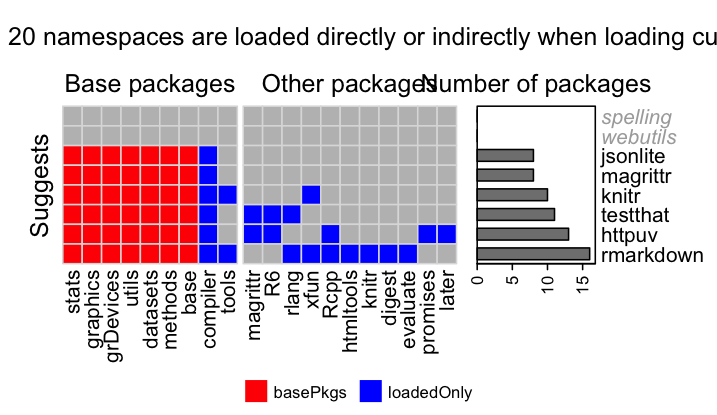 20 namespaces are loaded directly or indirectly when loading cu
Base packages
Other packages
Number of packages
Suggests
spelling
webutils
jsonlite
magrittr
knitr
testthat
httpuv
rmarkdown
stats
graphics
grDevices
utils
datasets
methods
base
compiler
tools
magrittr
R6
rlang
xfun
Rcpp
htmltools
knitr
digest
evaluate
promises
later
0
5
10
15
basePkgs
loadedOnly